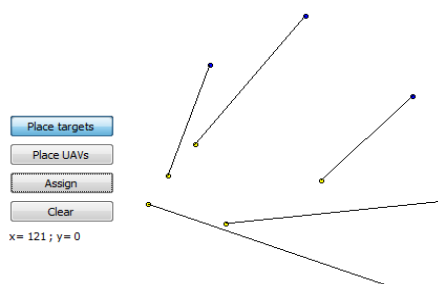 Place targets
Place UAVs
Assign
Clear
x= 121 ; y= 0